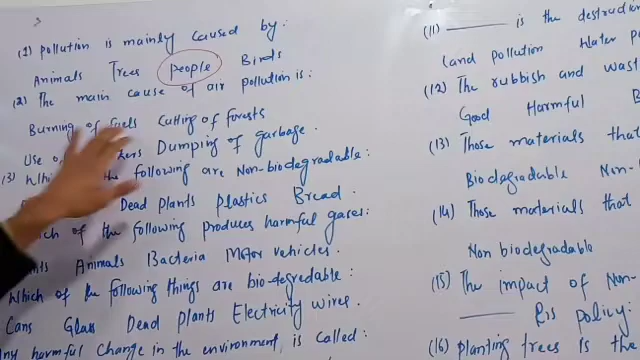 (1) Pollution is mainly caused by:
Animals Trees People Birds
(2) The main cause of air Pollution is:
Burning of fuels Cutting of forests
Use of Dumping of garbage.
(3) Which the following are Non-biodegradable:
Dead plants Plastics Bread.
of the following produces harmful gases:
Animals Bacteria Motor vehicles.
Which of the following things are bio-degredable:
Cans Glass Dead Plants Electricity wires.
Any harmful change in the environment is called:
(11) ______ is the
Land Pollution Water
(12) The rubbish and
Good Harmful
(13) Those materials that
Biodegradable Non-
(14) Those materials that
Non biodegradable
(15) The impact of Non-
______ policy:
(16) Planting trees is the